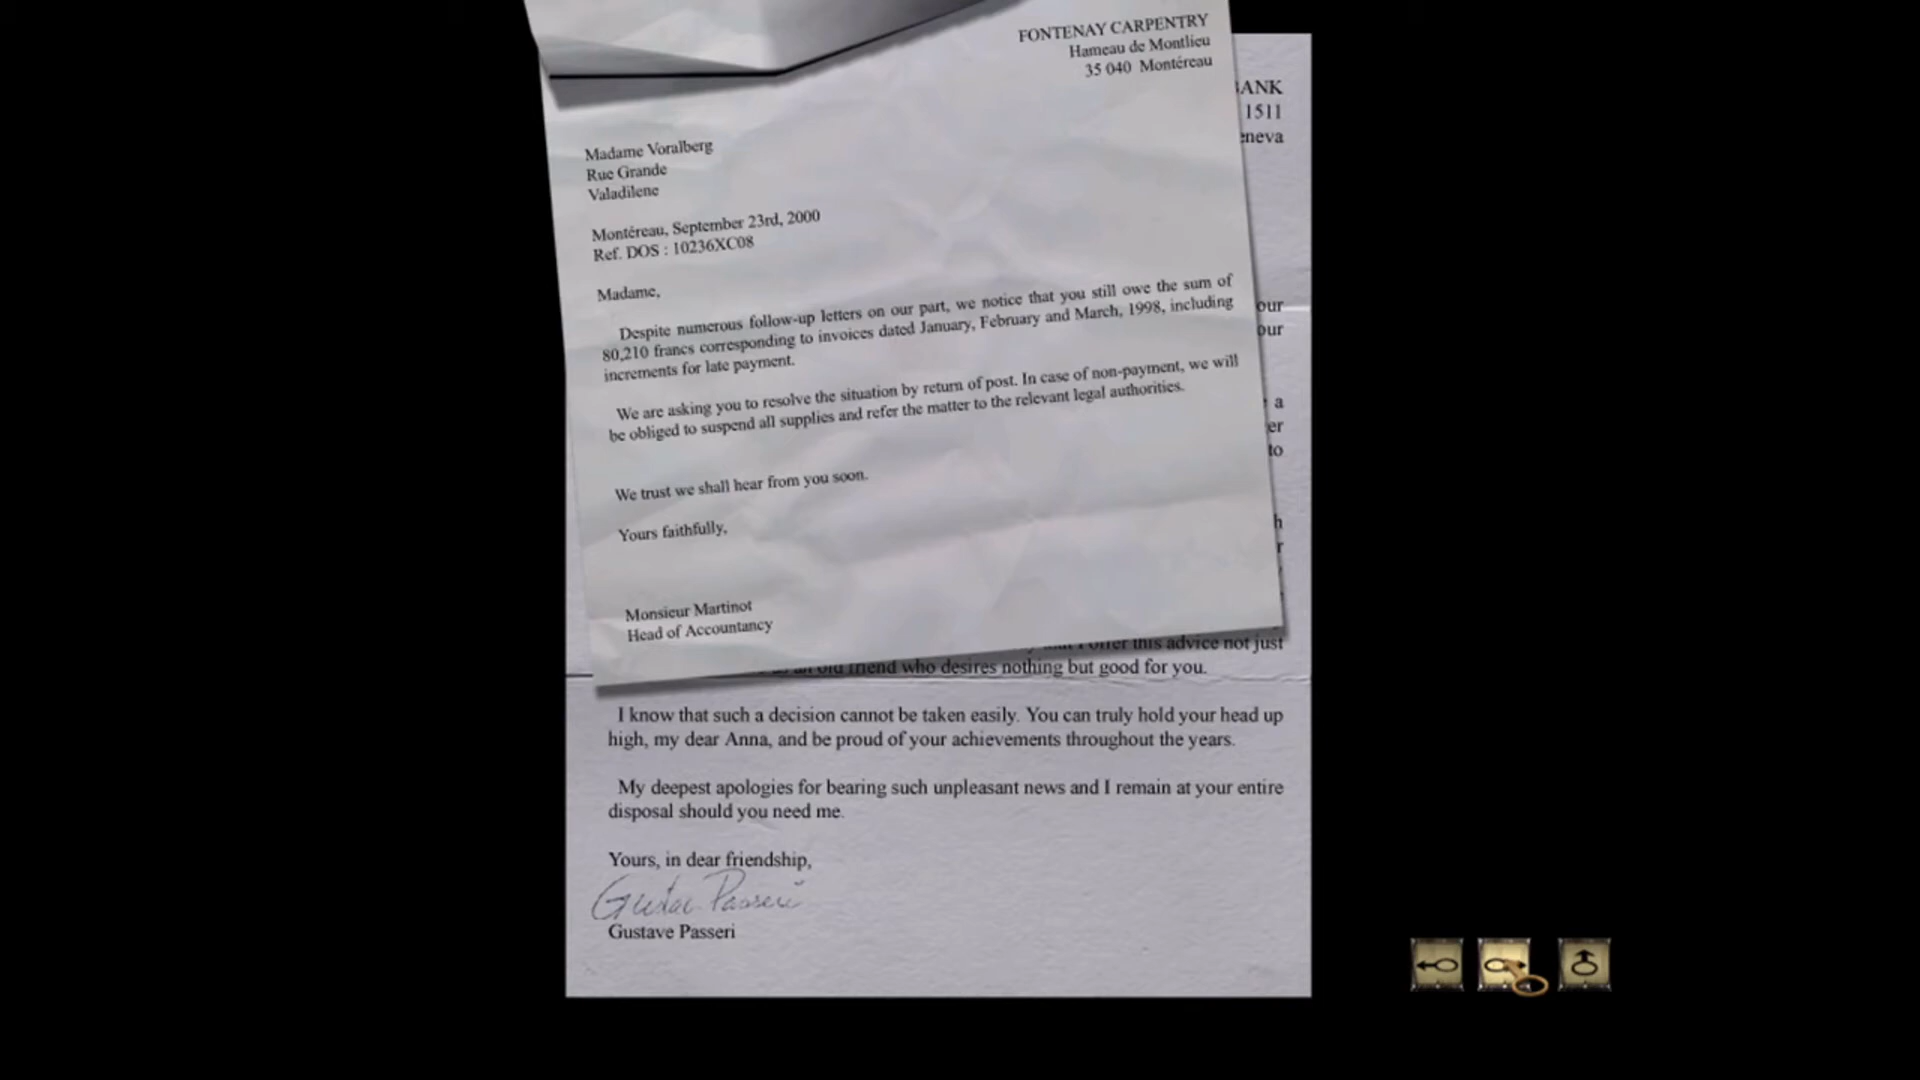 FONTENAY CARPENTRY
Hameau de Montlieu
35 040 Montéreau
Madame Voralberg
Rue Grande
Valadilene
Montéreau, September 23rd, 2000
Ref. DOS : 10236XC08
Madame,
Despite numerous follow-up letters on our part, we notice that you still owe the sum of
80,210 francs corresponding to invoices dated January, February and March, 1998, including
increments for late payment.
We are asking you to resolve the situation by return of post. In case of non-payment, we will
be obliged to suspend all supplies and refer the matter to the relevant legal authorities.
We trust we shall hear from you soon.
Yours faithfully,
Monsieur Martinot
Head of Accountancy
ANK
1511
eneva
our
our
a
er
to
h
r
I offer this advice not just
an old friend who desires nothing but good for you.
I know that such a decision cannot be taken easily. You can truly hold your head up
high, my dear Anna, and be proud of your achievements throughout the years.
My deepest apologies for bearing such unpleasant news and I remain at your entire
disposal should you need me.
Yours, in dear friendship,
Gustav Passeri
Gustave Passeri